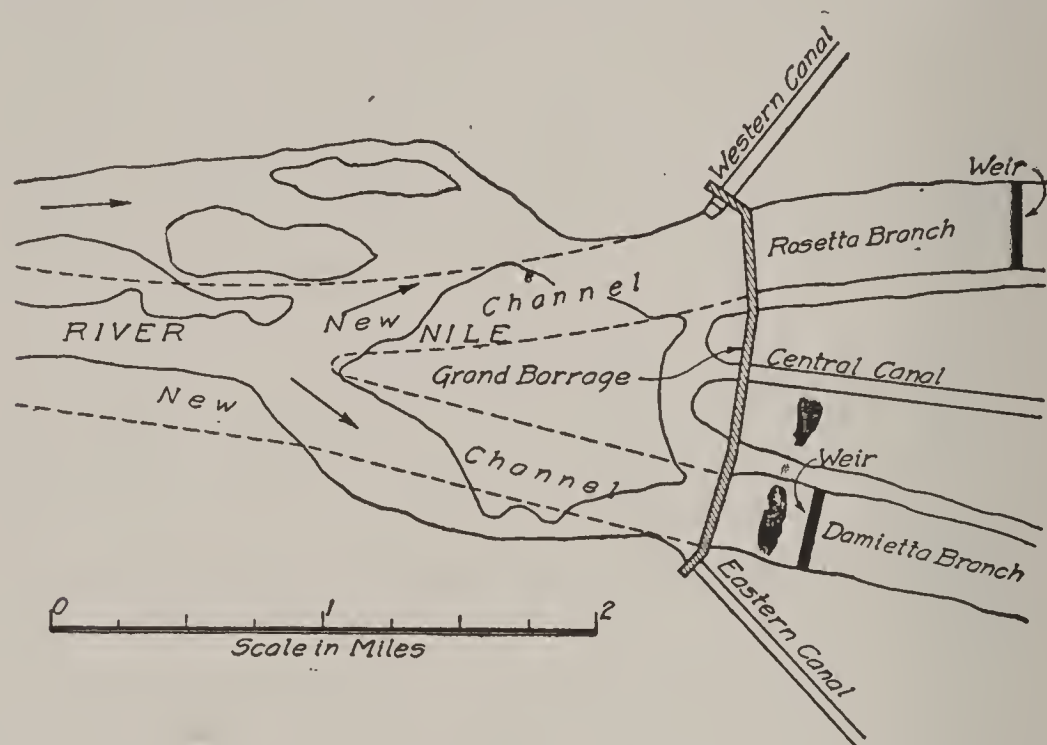 Western Canal
Weir
Rosetta Branch
New Channel
RIVER NILE
Grand Barrage
Central Canal
New Channel
Weir
Damietta Branch
Eastern Canal
0 1 2
Scale in Miles